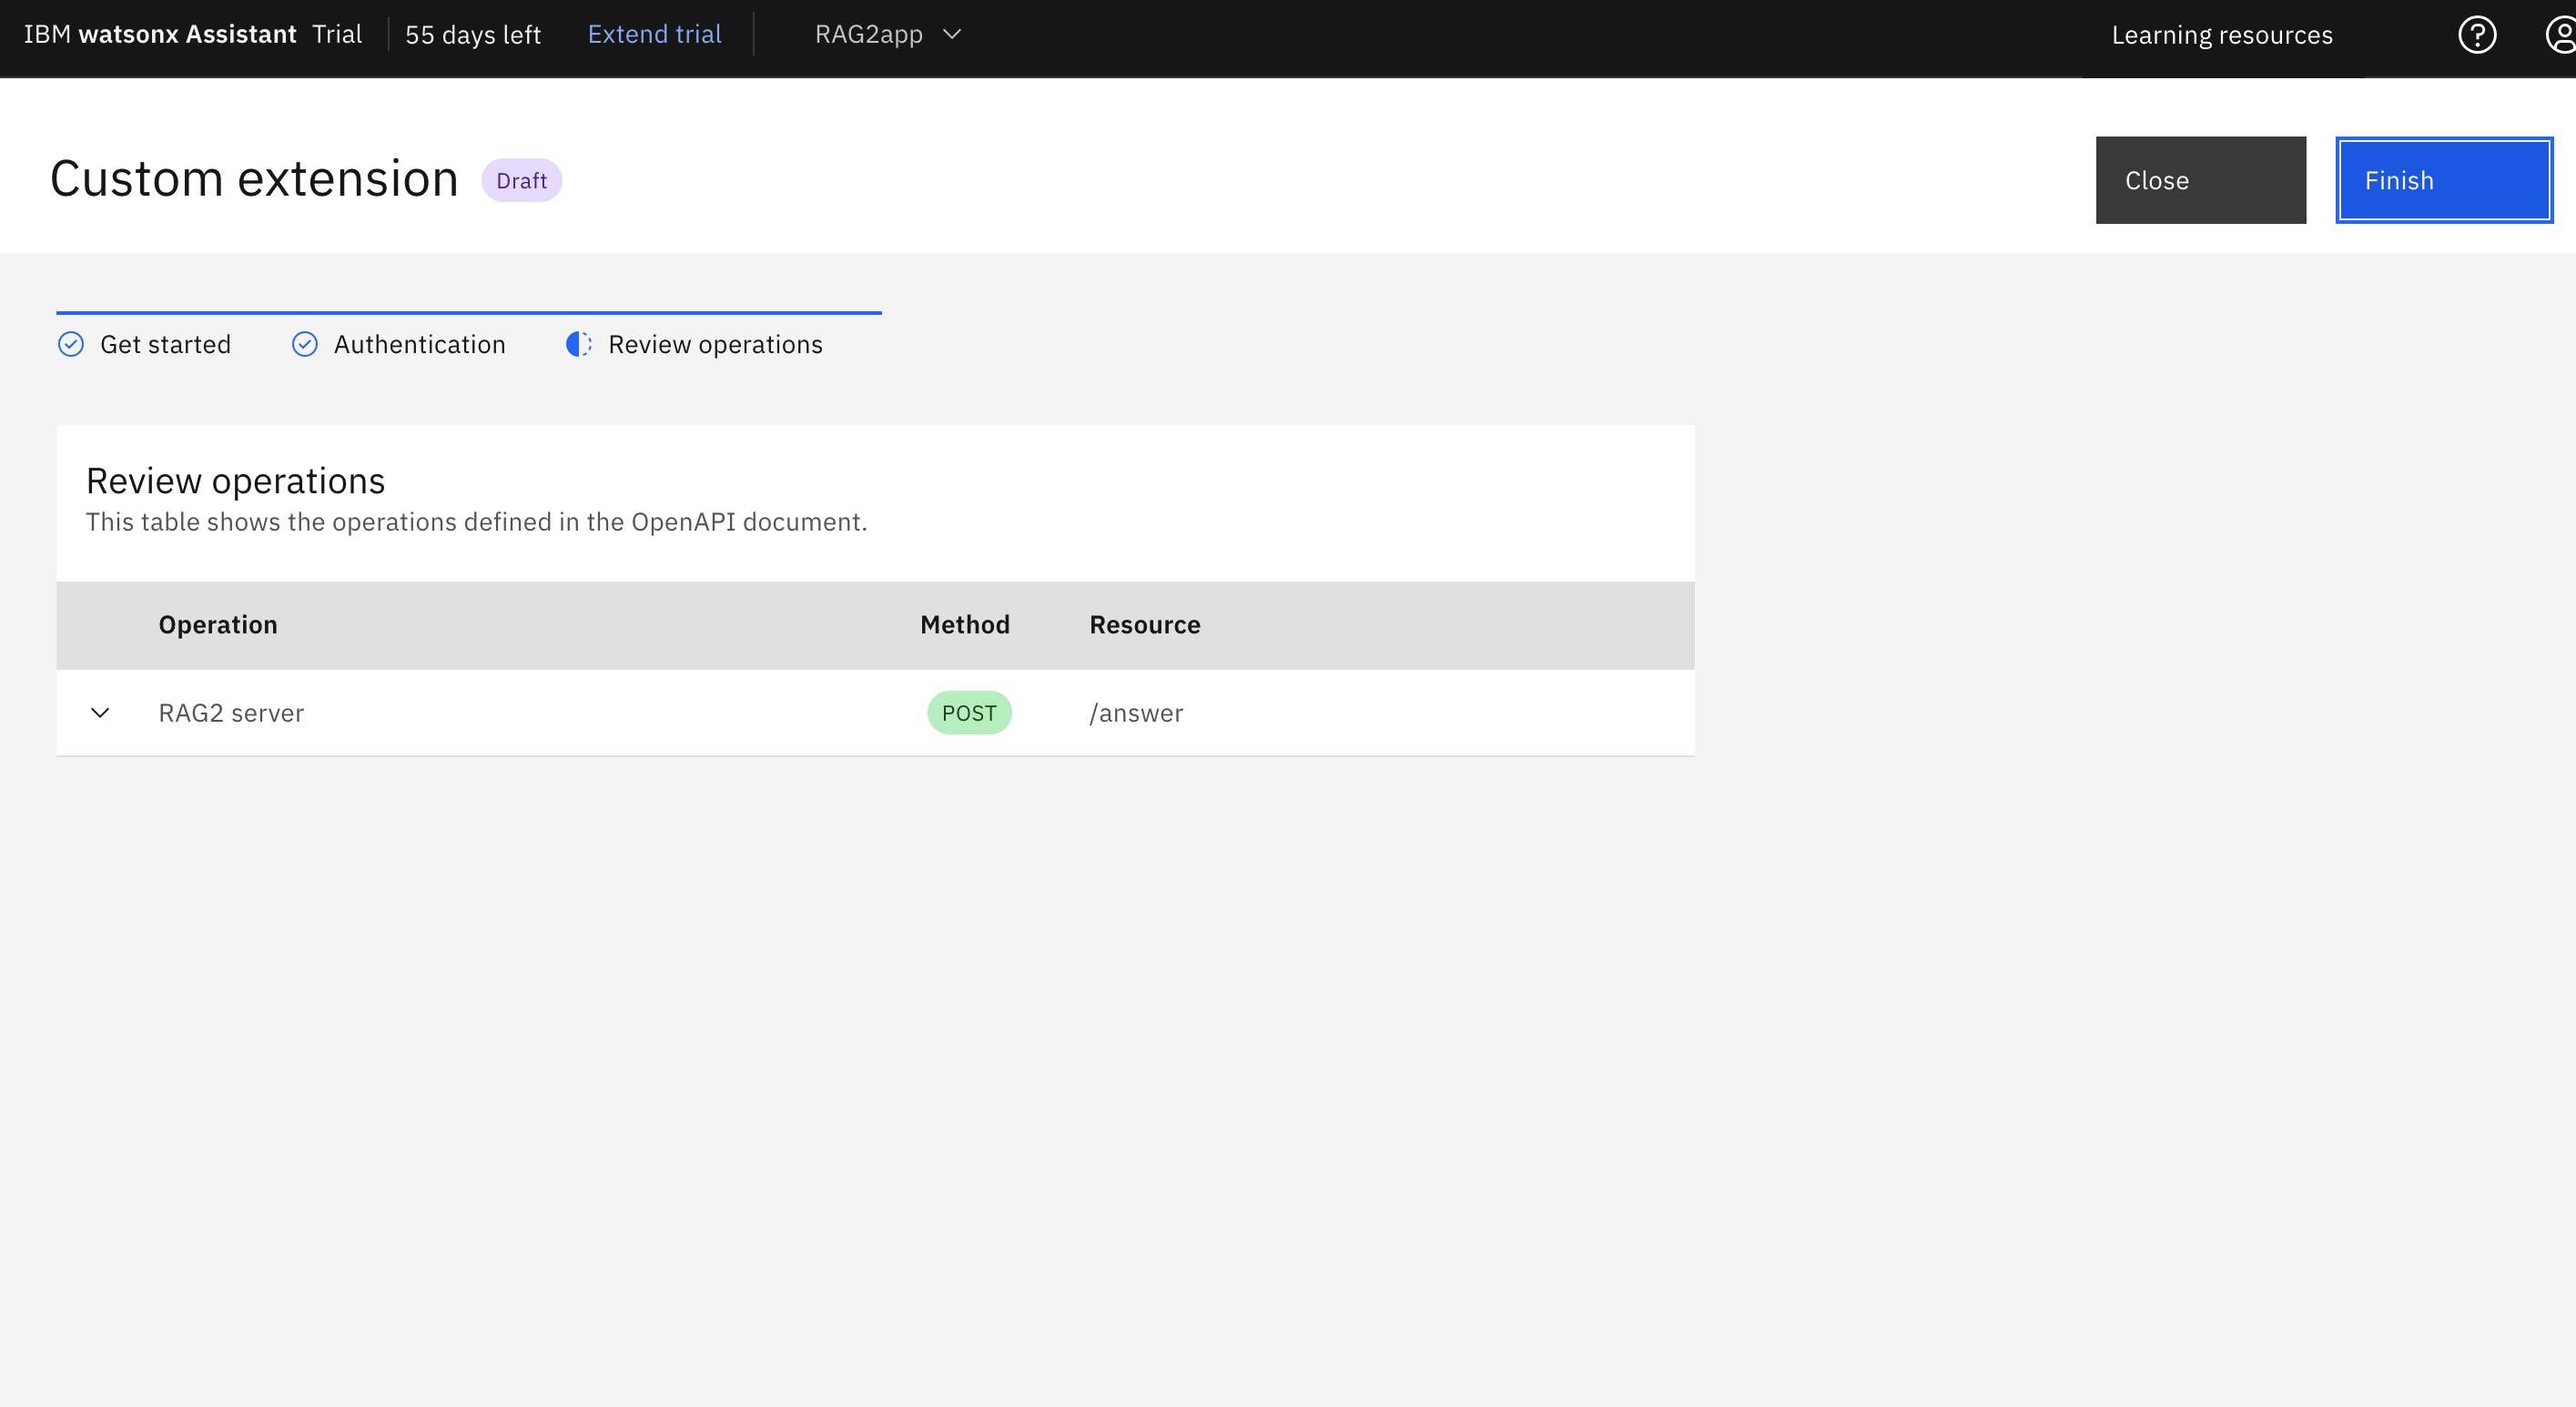 IBM watsonx Assistant Trial 55 days left Extend trial RAG2app Learning resources
Custom extension Draft Close Finish
Get started Authentication Review operations
Review operations
This table shows the operations defined in the OpenAPI document.
Operation Method Resource
RAG2 server POST /answer